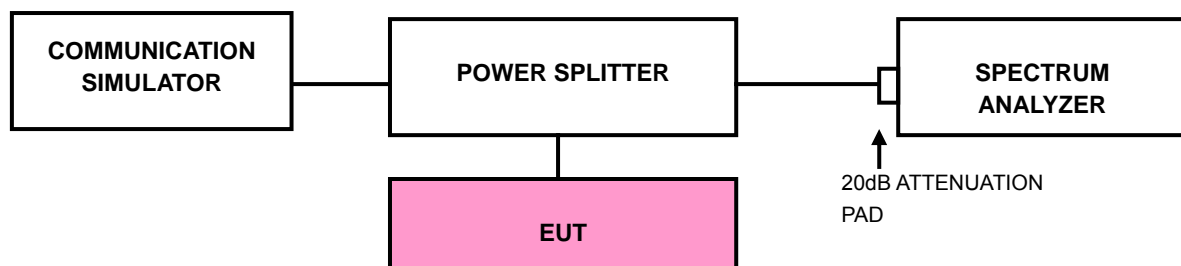 COMMUNICATION
SIMULATOR
POWER SPLITTER
SPECTRUM
ANALYZER
20dB ATTENUATION
PAD
EUT